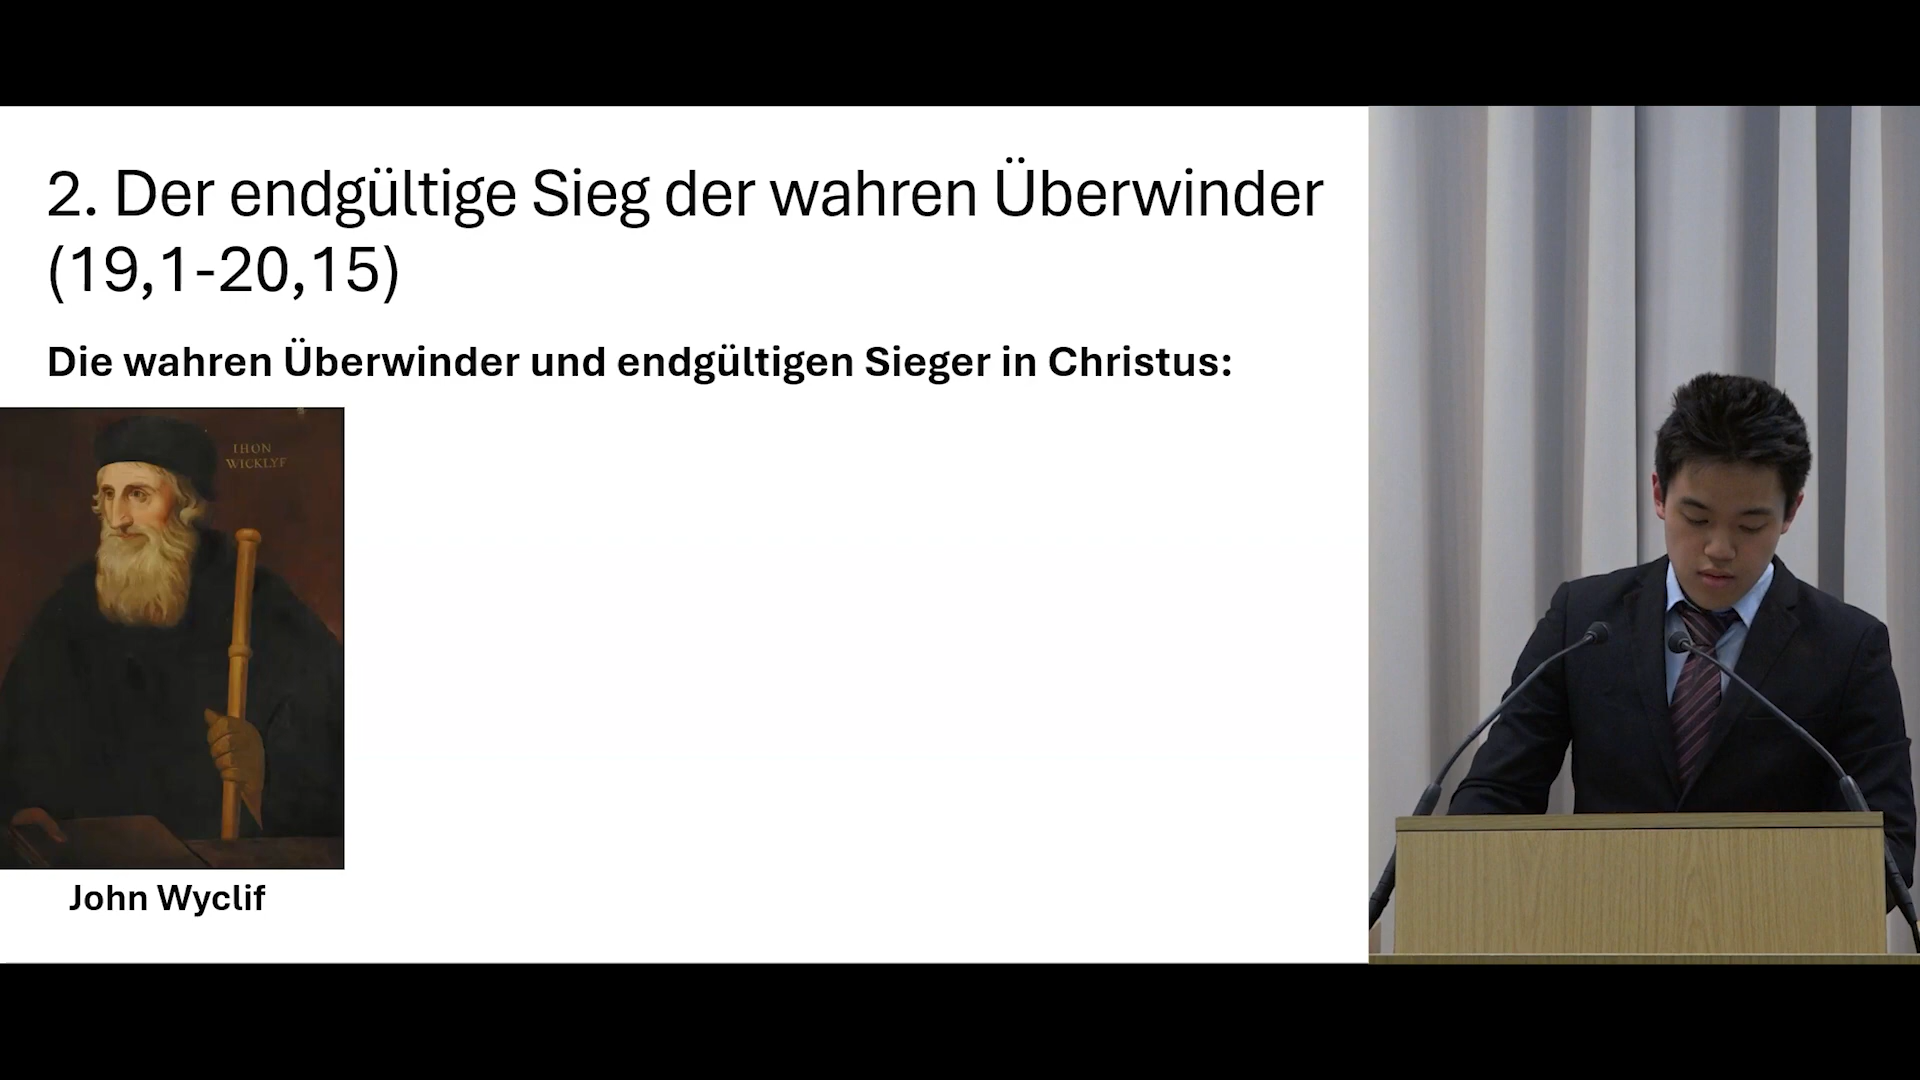 2. Der endgültige Sieg der wahren Überwinder
(19,1-20,15)
Die wahren Überwinder und endgültigen Sieger in Christus:
IHON
WICKLYF
John Wyclif